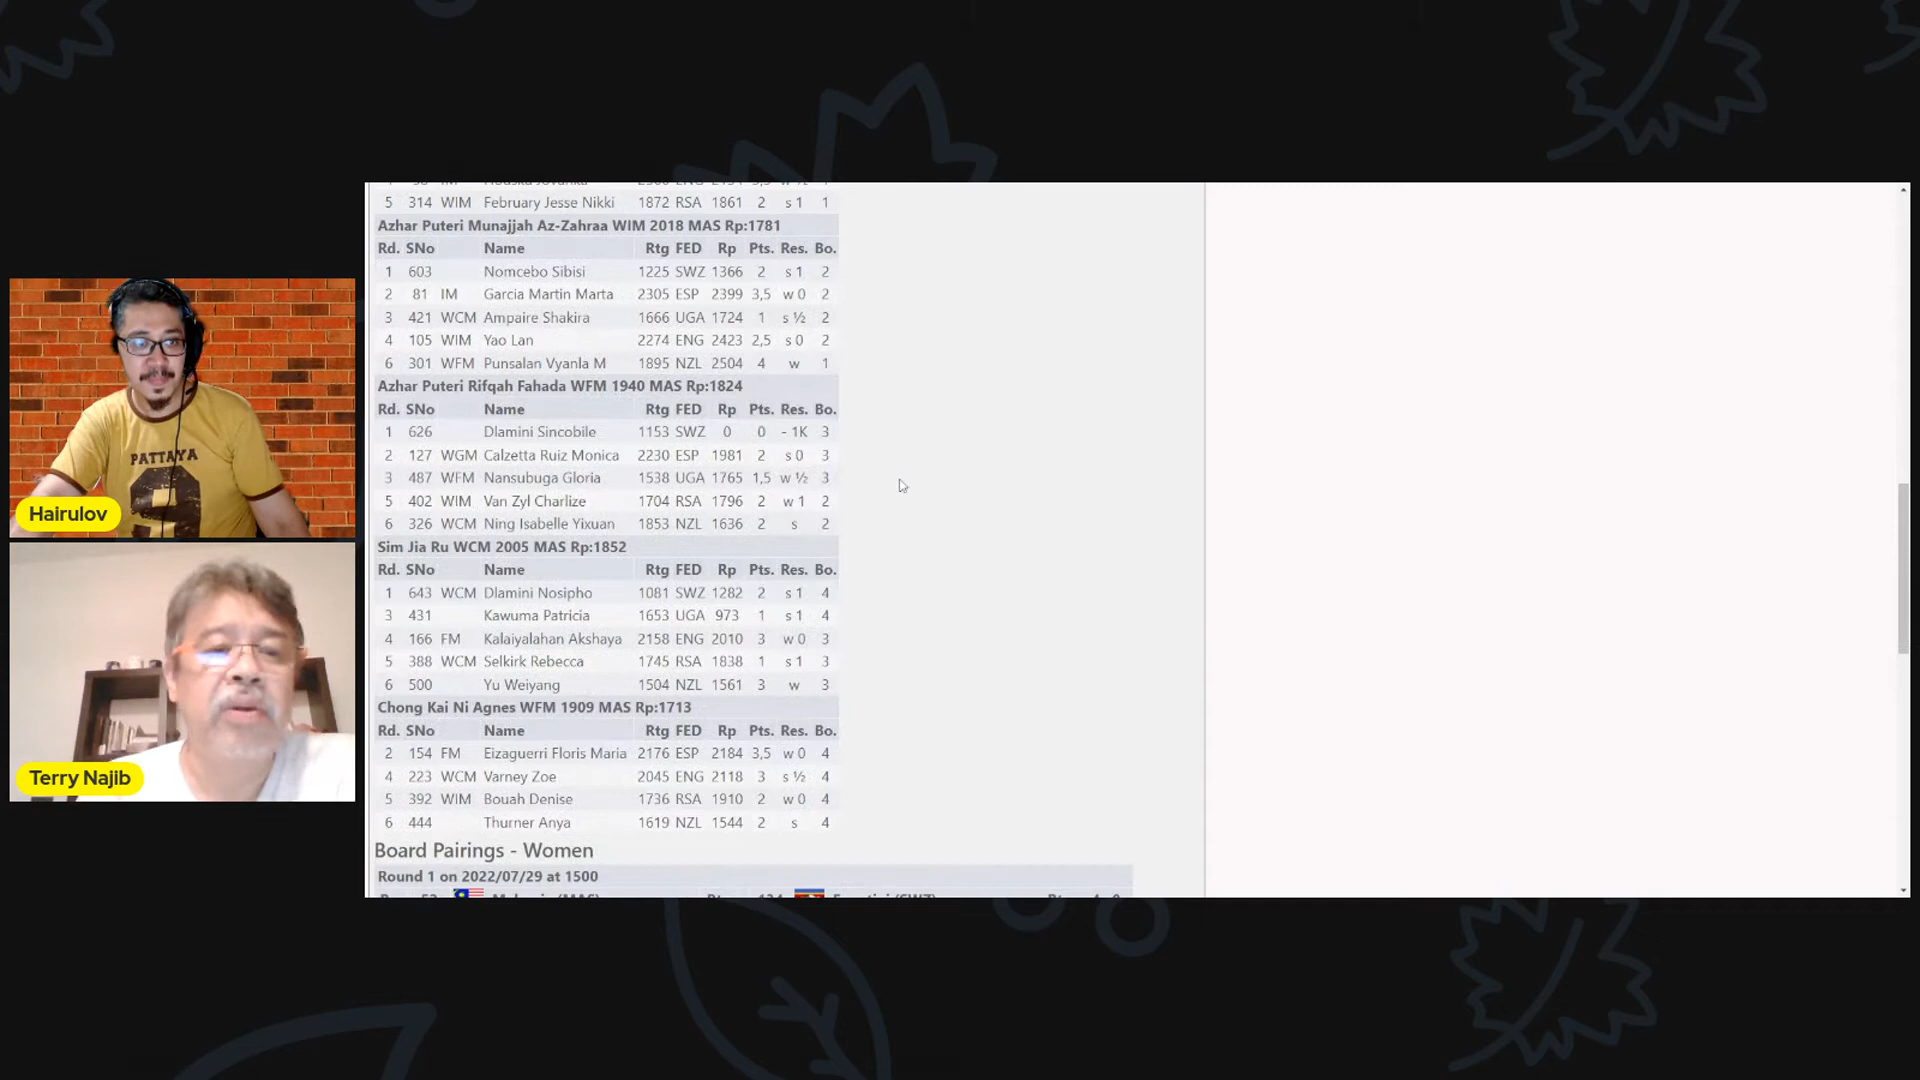 5 314 WIM February Jesse Nikki 1872 RSA 1861 2 s 1 1
Azhar Puteri Munajjah Az-Zahraa WIM 2018 MAS Rp:1781
Rd. SNo Name Rtg FED Rp Pts. Res. Bo.
1 603 Nomcebo Sibisi 1225 SWZ 1366 2 s 1 2
2 81 IM Garcia Martin Marta 2305 ESP 2399 3,5 w 0 2
3 421 WCM Ampaire Shakira 1666 UGA 1724 1 s ½ 2
4 105 WIM Yao Lan 2274 ENG 2423 2,5 s 0 2
6 301 WFM Punsalan Vyanla M 1895 NZL 2504 4 w 1
Azhar Puteri Rifqah Fahada WFM 1940 MAS Rp:1824
Rd. SNo Name Rtg FED Rp Pts. Res. Bo.
1 626 Dlamini Sincobile 1153 SWZ 0 0 - 1K 3
2 127 WGM Calzetta Ruiz Monica 2230 ESP 1981 2 s 0 3
3 487 WFM Nansubuga Gloria 1538 UGA 1765 1,5 w ½ 3
5 402 WIM Van Zyl Charlize 1704 RSA 1796 2 w 1 2
6 326 WCM Ning Isabelle Yixuan 1853 NZL 1636 2 s 2
Sim Jia Ru WCM 2005 MAS Rp:1852
Rd. SNo Name Rtg FED Rp Pts. Res. Bo.
1 643 WCM Dlamini Nosipho 1081 SWZ 1282 2 s 1 4
3 431 Kawuma Patricia 1653 UGA 973 1 s 1 4
4 166 FM Kalaiyalahan Akshaya 2158 ENG 2010 3 w 0 3
5 388 WCM Selkirk Rebecca 1745 RSA 1838 1 s 1 3
6 500 Yu Weiyang 1504 NZL 1561 3 w 3
Chong Kai Ni Agnes WFM 1909 MAS Rp:1713
Rd. SNo Name Rtg FED Rp Pts. Res. Bo.
2 154 FM Eizaguerri Floris Maria 2176 ESP 2184 3,5 w 0 4
4 223 WCM Varney Zoe 2045 ENG 2118 3 s ½ 4
5 392 WIM Bouah Denise 1736 RSA 1910 2 w 0 4
6 444 Thurner Anya 1619 NZL 1544 2 s 4
Board Pairings - Women
Round 1 on 2022/07/29 at 1500
PATTAYA
Hairulov
Terry Najib